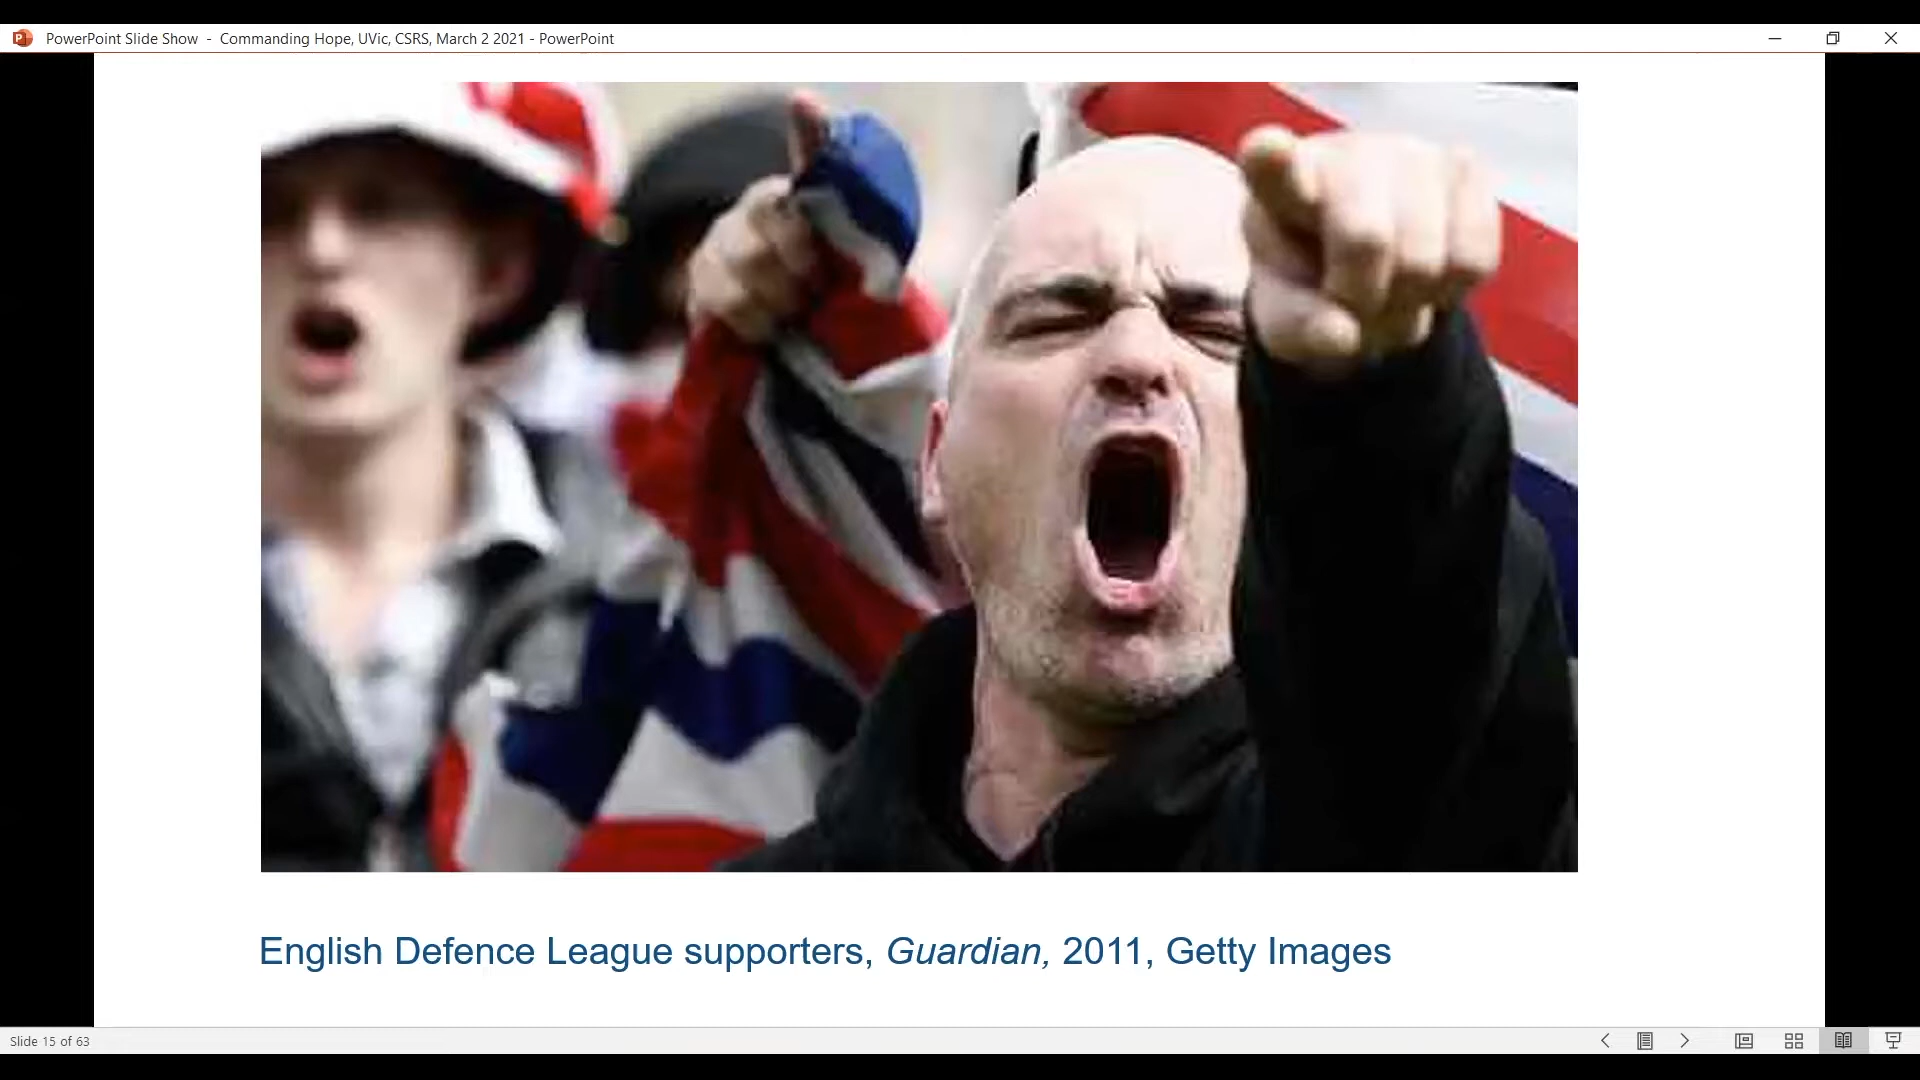 PowerPoint Slide Show - Commanding Hope, UVic, CSRS, March 2 2021 - PowerPoint
English Defence League supporters, Guardian, 2011, Getty Images
Slide 15 of 63